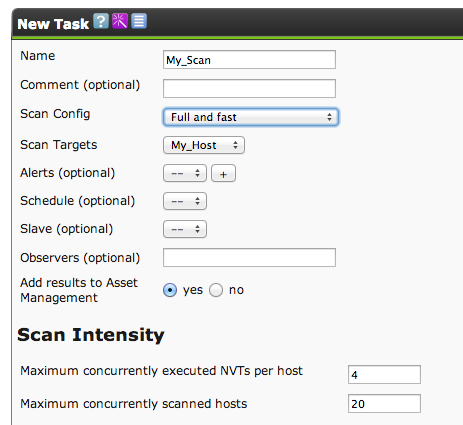 New Task ?
Name My_Scan
Comment (optional)
Scan Config Full and fast
Scan Targets My_Host
Alerts (optional) -- +
Schedule (optional) --
Slave (optional) --
Observers (optional)
Add results to Asset
Management yes no
Scan Intensity
Maximum concurrently executed NVTs per host 4
Maximum concurrently scanned hosts 20